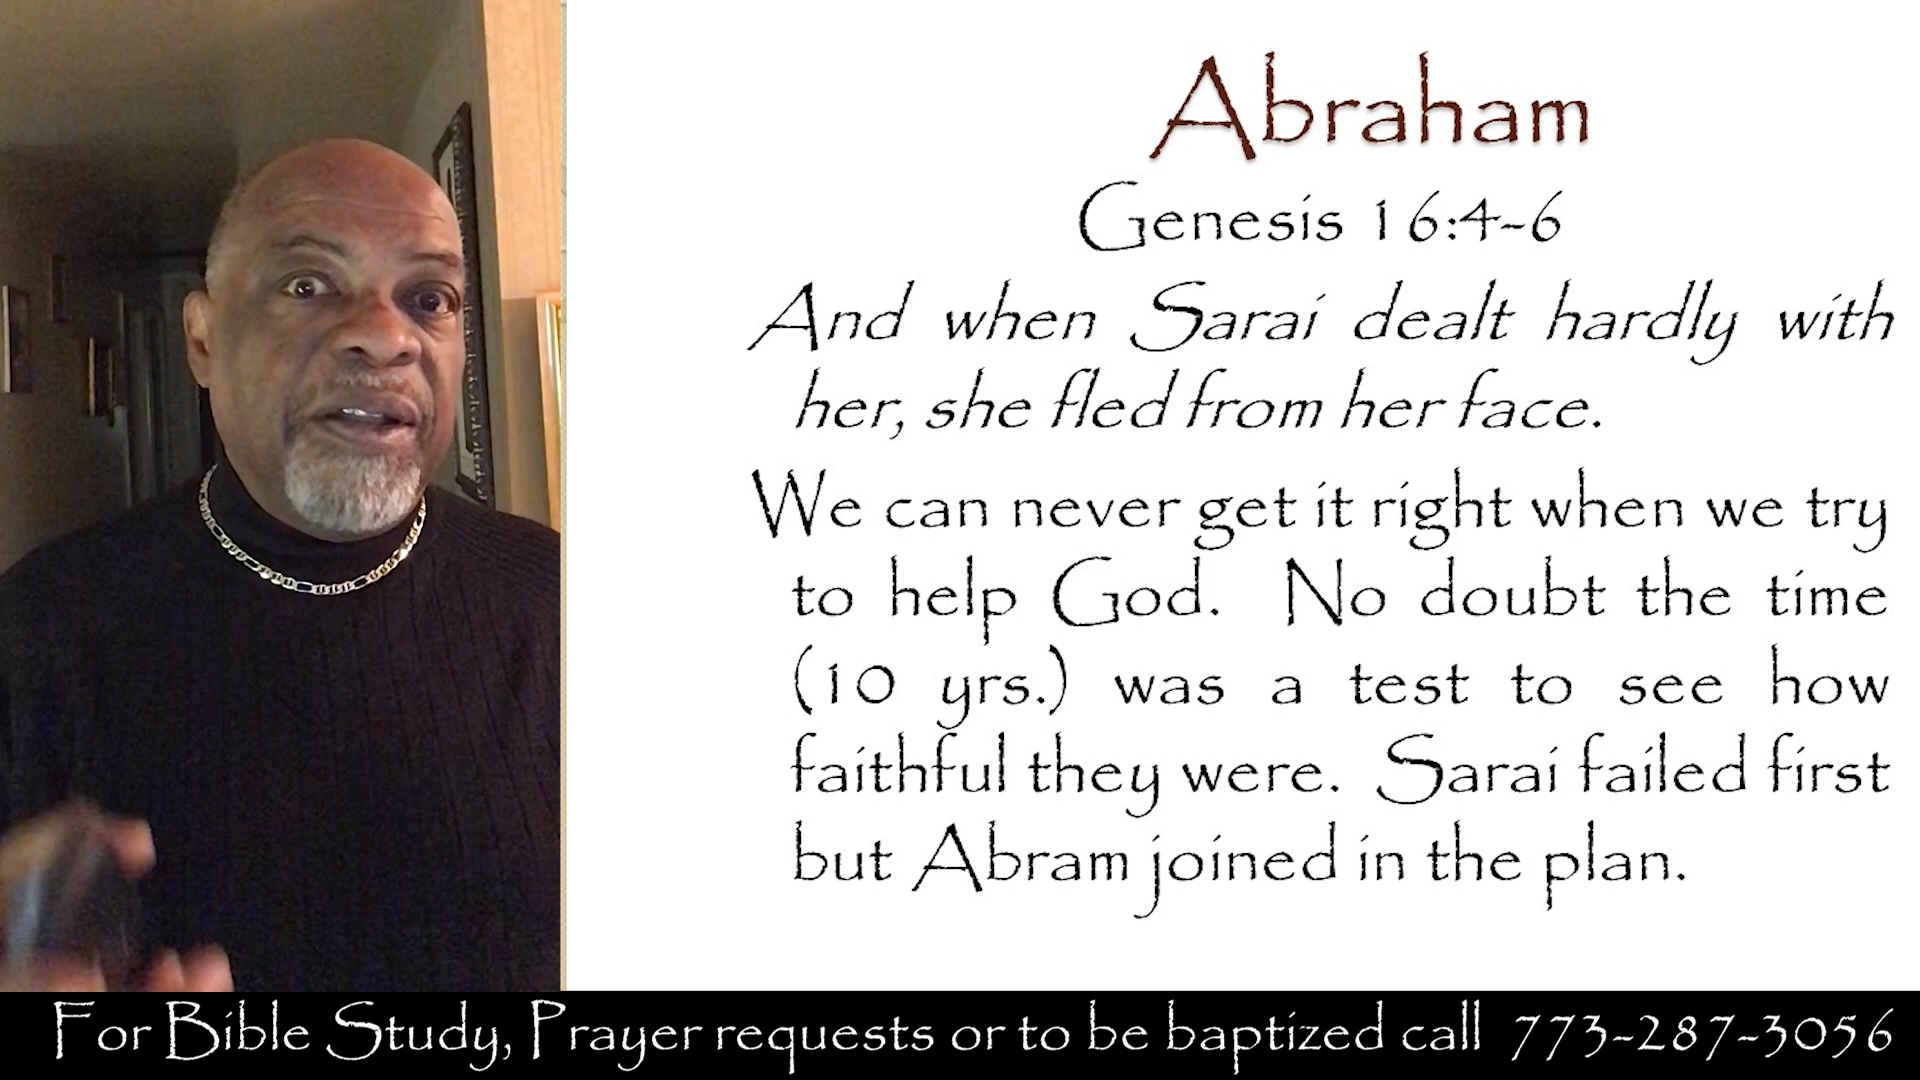 Abraham
Genesis 16:4-6
And when Sarai dealt hardly with
her, she fled from her face.
We can never get it right when we try
to help God. No doubt the time
(10 yrs.) was a test to see how
faithful they were. Sarai failed first
but Abram joined in the plan.
For Bible Study, Prayer requests or to be baptized call 773-287-3056